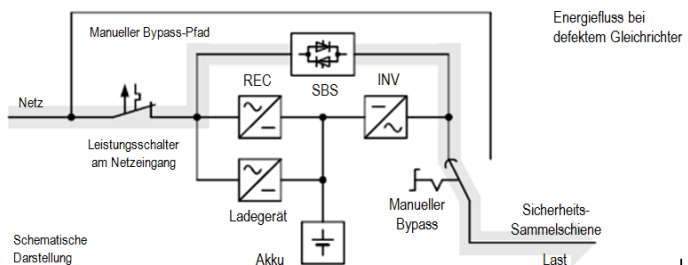 Energiefluss bei
defektem Gleichrichter
Manueller Bypass-Pfad
REC
SBS
INV
Netz
Leistungsschalter
am Netzeingang
Ladegerät
Manueller
Bypass
Sicherheits-
Sammelschiene
Schematische
Darstellung
Akku
Last